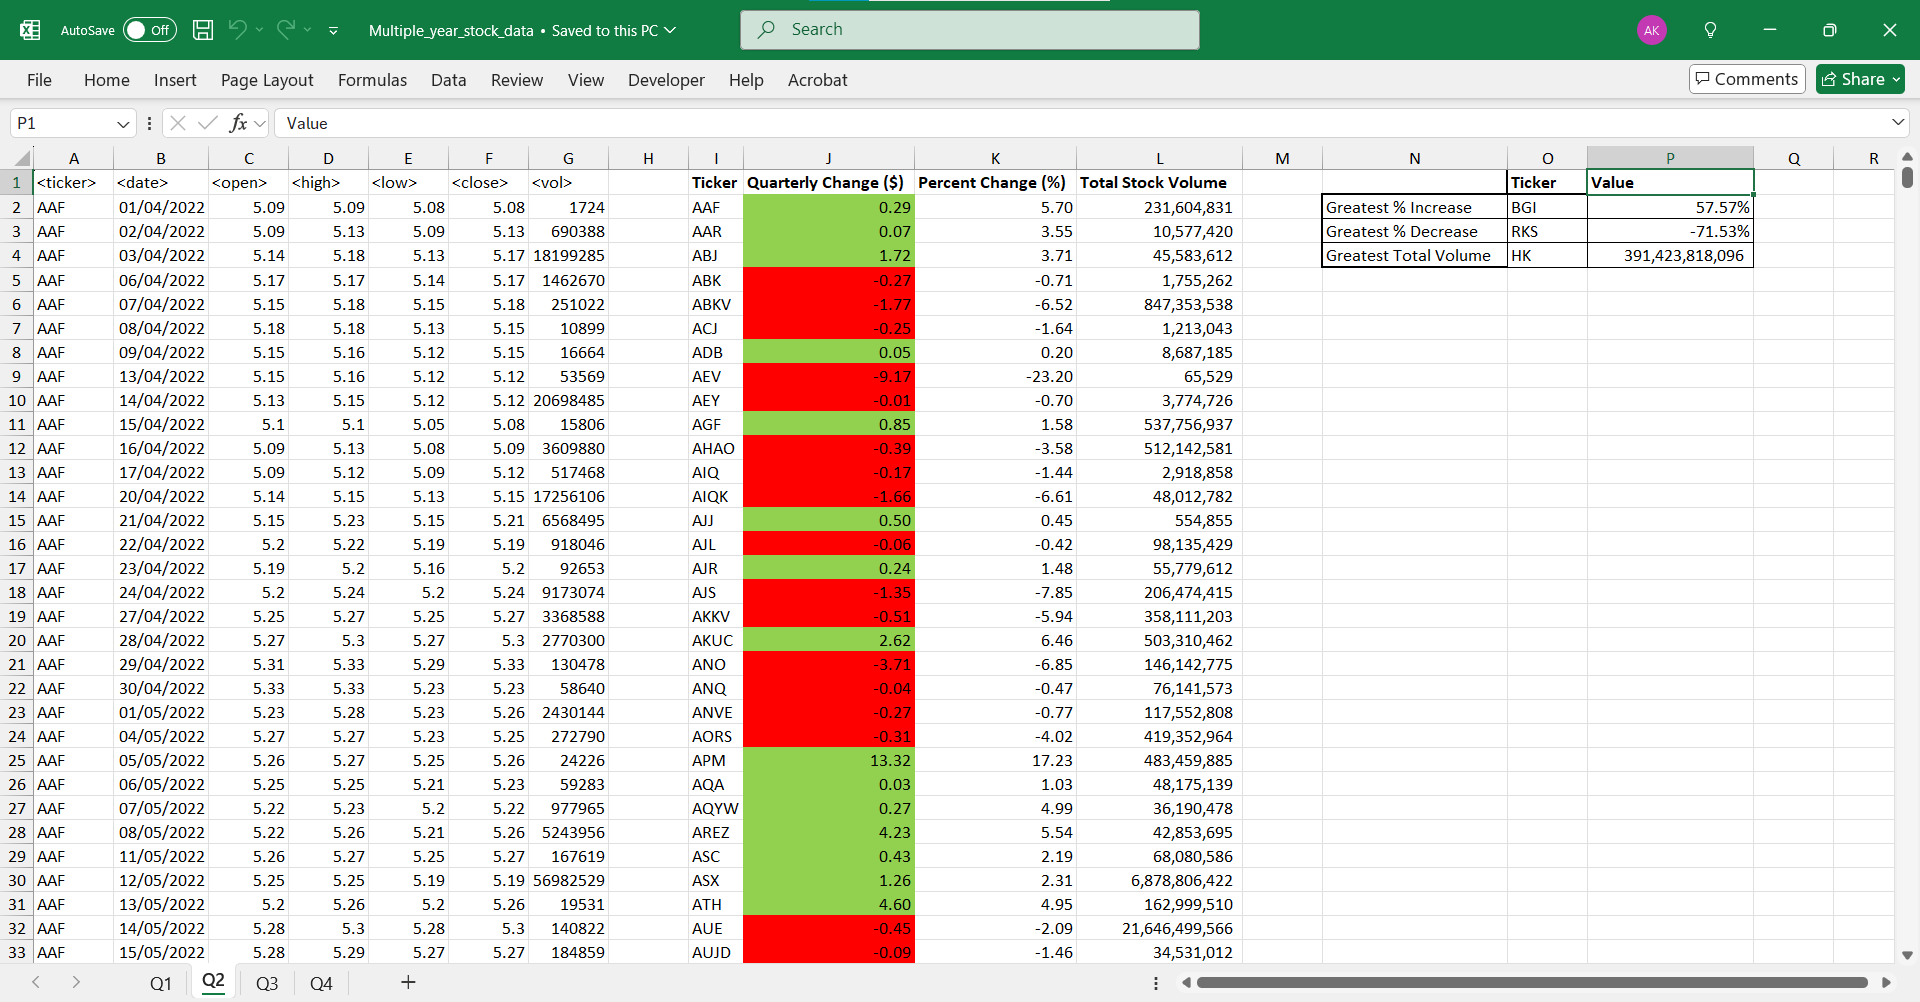 AutoSave Off Multiple_year_stock_data • Saved to this PC Search AK
File Home Insert Page Layout Formulas Data Review View Developer Help Acrobat Comments Share
P1 fx Value
A B C D E F G H I J K L M N O P Q R
1 <ticker> <date> <open> <high> <low> <close> <vol> Ticker Quarterly Change ($) Percent Change (%) Total Stock Volume Ticker Value
2 AAF 01/04/2022 5.09 5.09 5.08 5.08 1724 AAF 0.29 5.70 231,604,831 Greatest % Increase BGI 57.57%
3 AAF 02/04/2022 5.09 5.13 5.09 5.13 690388 AAR 0.07 3.55 10,577,420 Greatest % Decrease RKS -71.53%
4 AAF 03/04/2022 5.14 5.18 5.13 5.17 18199285 ABJ 1.72 3.71 45,583,612 Greatest Total Volume HK 391,423,818,096
5 AAF 06/04/2022 5.17 5.17 5.14 5.17 1462670 ABK -0.27 -0.71 1,755,262
6 AAF 07/04/2022 5.15 5.18 5.15 5.18 251022 ABKV -1.77 -6.52 847,353,538
7 AAF 08/04/2022 5.18 5.18 5.13 5.15 10899 ACJ -0.25 -1.64 1,213,043
8 AAF 09/04/2022 5.15 5.16 5.12 5.15 16664 ADB 0.05 0.20 8,687,185
9 AAF 13/04/2022 5.15 5.16 5.12 5.12 53569 AEV -9.17 -23.20 65,529
10 AAF 14/04/2022 5.13 5.15 5.12 5.12 20698485 AEY -0.01 -0.70 3,774,726
11 AAF 15/04/2022 5.1 5.1 5.05 5.08 15806 AGF 0.85 1.58 537,756,937
12 AAF 16/04/2022 5.09 5.13 5.08 5.09 3609880 AHAO -0.39 -3.58 512,142,581
13 AAF 17/04/2022 5.09 5.12 5.09 5.12 517468 AIQ -0.17 -1.44 2,918,858
14 AAF 20/04/2022 5.14 5.15 5.13 5.15 17256106 AIQK -1.66 -6.61 48,012,782
15 AAF 21/04/2022 5.15 5.23 5.15 5.21 6568495 AJJ 0.50 0.45 554,855
16 AAF 22/04/2022 5.2 5.22 5.19 5.19 918046 AJL -0.06 -0.42 98,135,429
17 AAF 23/04/2022 5.19 5.2 5.16 5.2 92653 AJR 0.24 1.48 55,779,612
18 AAF 24/04/2022 5.2 5.24 5.2 5.24 9173074 AJS -1.35 -7.85 206,474,415
19 AAF 27/04/2022 5.25 5.27 5.25 5.27 3368588 AKKV -0.51 -5.94 358,111,203
20 AAF 28/04/2022 5.27 5.3 5.27 5.3 2770300 AKUC 2.62 6.46 503,310,462
21 AAF 29/04/2022 5.31 5.33 5.29 5.33 130478 ANO -3.71 -6.85 146,142,775
22 AAF 30/04/2022 5.33 5.33 5.23 5.23 58640 ANQ -0.04 -0.47 76,141,573
23 AAF 01/05/2022 5.23 5.28 5.23 5.26 2430144 ANVE -0.27 -0.77 117,552,808
24 AAF 04/05/2022 5.27 5.27 5.23 5.25 272790 AORS -0.31 -4.02 419,352,964
25 AAF 05/05/2022 5.26 5.27 5.25 5.26 24226 APM 13.32 17.23 483,459,885
26 AAF 06/05/2022 5.25 5.25 5.21 5.23 59283 AQA 0.03 1.03 48,175,139
27 AAF 07/05/2022 5.22 5.23 5.2 5.22 977965 AQYW 0.27 4.99 36,190,478
28 AAF 08/05/2022 5.22 5.26 5.21 5.26 5243956 AREZ 4.23 5.54 42,853,695
29 AAF 11/05/2022 5.26 5.27 5.25 5.27 167619 ASC 0.43 2.19 68,080,586
30 AAF 12/05/2022 5.25 5.25 5.19 5.19 56982529 ASX 1.26 2.31 6,878,806,422
31 AAF 13/05/2022 5.2 5.26 5.2 5.26 19531 ATH 4.60 4.95 162,999,510
32 AAF 14/05/2022 5.28 5.3 5.28 5.3 140822 AUE -0.45 -2.09 21,646,499,566
33 AAF 15/05/2022 5.28 5.29 5.27 5.27 184859 AUJD -0.09 -1.46 34,531,012
Q1 Q2 Q3 Q4